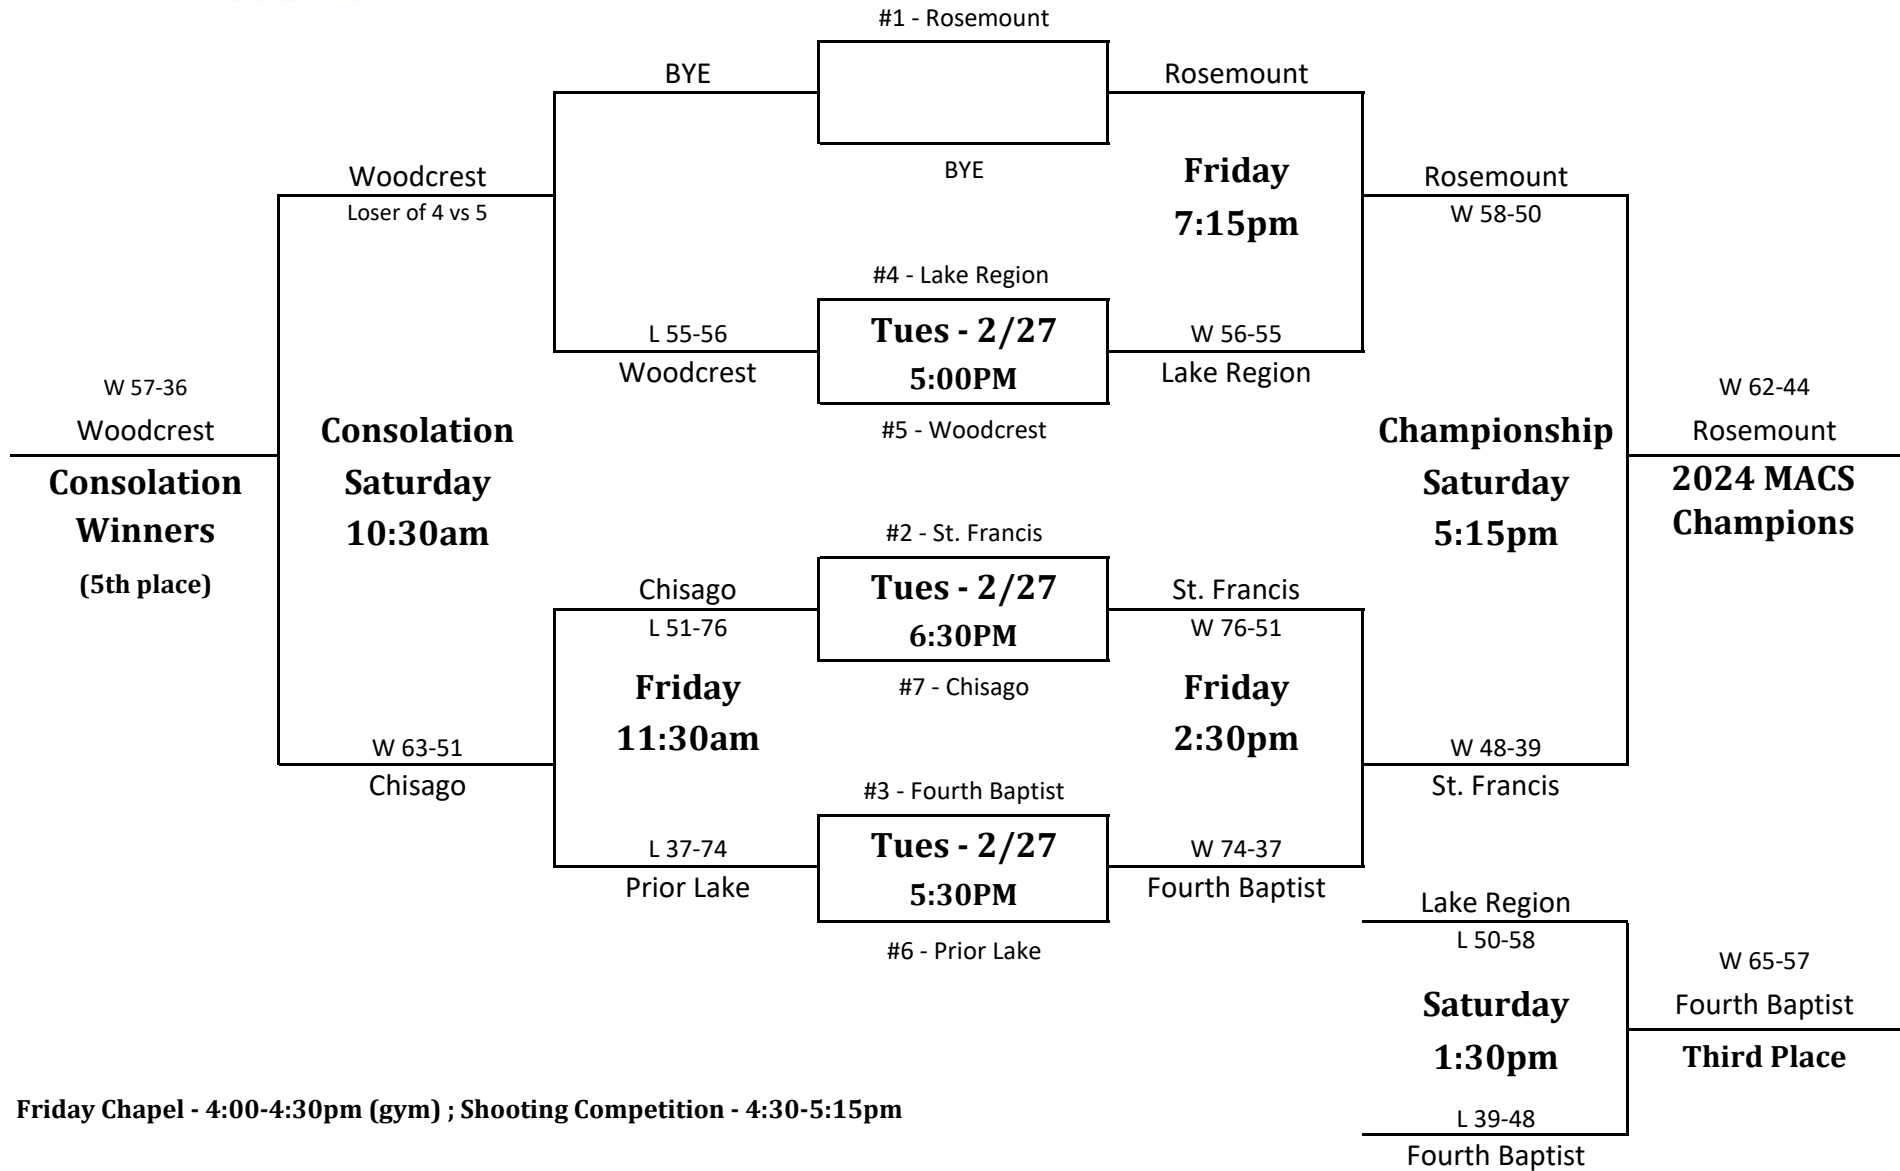 #1 - Rosemount
BYE
Rosemount
BYE
Friday
7:15pm
Woodcrest
Loser of 4 vs 5
Rosemount
W 58-50
#4 - Lake Region
L 55-56
Woodcrest
Tues - 2/27
5:00PM
W 56-55
Lake Region
#5 - Woodcrest
W 57-36
Woodcrest
Consolation
Winners
(5th place)
Consolation
Saturday
10:30am
Championship
Saturday
5:15pm
W 62-44
Rosemount
2024 MACS
Champions
#2 - St. Francis
Chisago
L 51-76
Tues - 2/27
6:30PM
St. Francis
W 76-51
#7 - Chisago
Friday
11:30am
Friday
2:30pm
W 63-51
Chisago
W 48-39
St. Francis
#3 - Fourth Baptist
L 37-74
Prior Lake
Tues - 2/27
5:30PM
W 74-37
Fourth Baptist
#6 - Prior Lake
Lake Region
L 50-58
Saturday
1:30pm
W 65-57
Fourth Baptist
Third Place
L 39-48
Fourth Baptist
Friday Chapel - 4:00-4:30pm (gym) ; Shooting Competition - 4:30-5:15pm